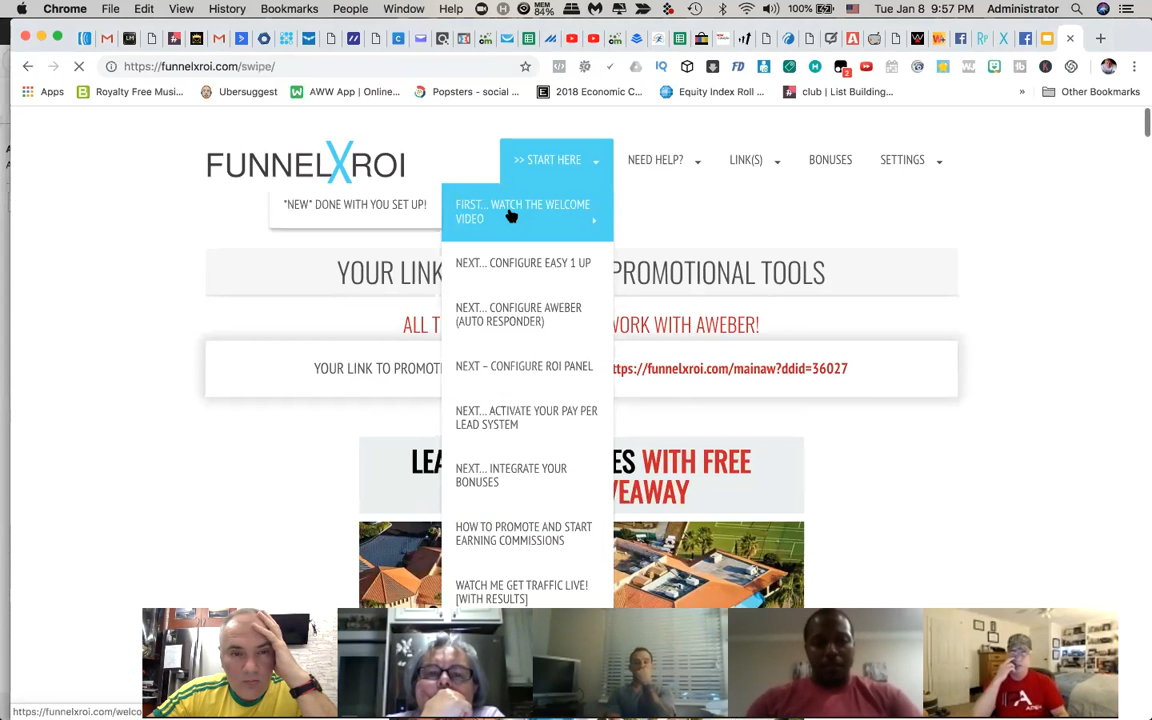 Chrome File Edit View History Bookmarks People Window Help MEM 84% 100% Tue Jan 8 9:57 PM Administrator
https://funnelxroi.com/swipe/
Apps Royalty Free Musi... Ubersuggest AWW App | Online... Popsters - social ... 2018 Economic C... Equity Index Roll ... club | List Building... » Other Bookmarks
FUNNELXROI
>> START HERE NEED HELP? LINK(S) BONUSES SETTINGS
*NEW* DONE WITH YOU SET UP!
FIRST... WATCH THE WELCOME
VIDEO
NEXT... CONFIGURE EASY 1 UP
NEXT... CONFIGURE AWEBER
(AUTO RESPONDER)
NEXT – CONFIGURE ROI PANEL
NEXT... ACTIVATE YOUR PAY PER
LEAD SYSTEM
NEXT... INTEGRATE YOUR
BONUSES
HOW TO PROMOTE AND START
EARNING COMMISSIONS
WATCH ME GET TRAFFIC LIVE!
[WITH RESULTS]
YOUR LINK PROMOTIONAL TOOLS
ALL T WORK WITH AWEBER!
YOUR LINK TO PROMOT ttps://funnelxroi.com/mainaw?ddid=36027
LEA ES WITH FREE
VEAWAY
https://funnelxroi.com/welco